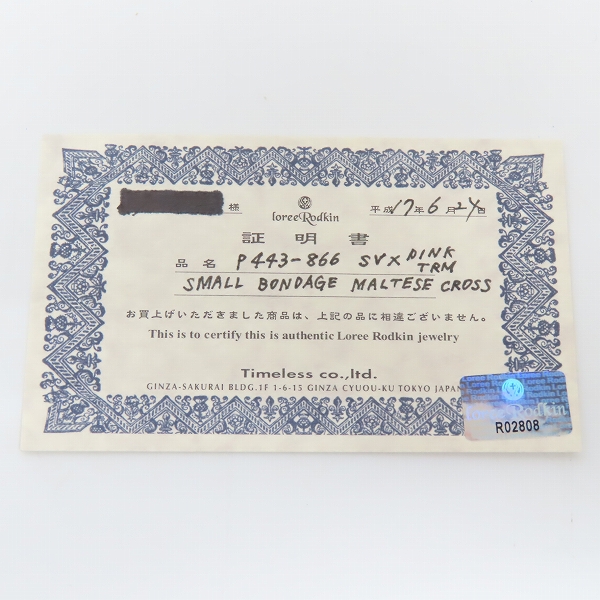 様
loree Rodkin
平成17年6月24日
証明書
品名 P443-866 SVX PINK TRM
SMALL BONDAGE MALTESE CROSS
お買上げいただきました商品は、上記の品に相違ございません。
This is to certify this is authentic Loree Rodkin jewelry
Timeless co.,ltd.
GINZA-SAKURAI BLDG.1F 1-6-15 GINZA CYUOU-KU TOKYO JAPAN
loree Rodkin
R02808